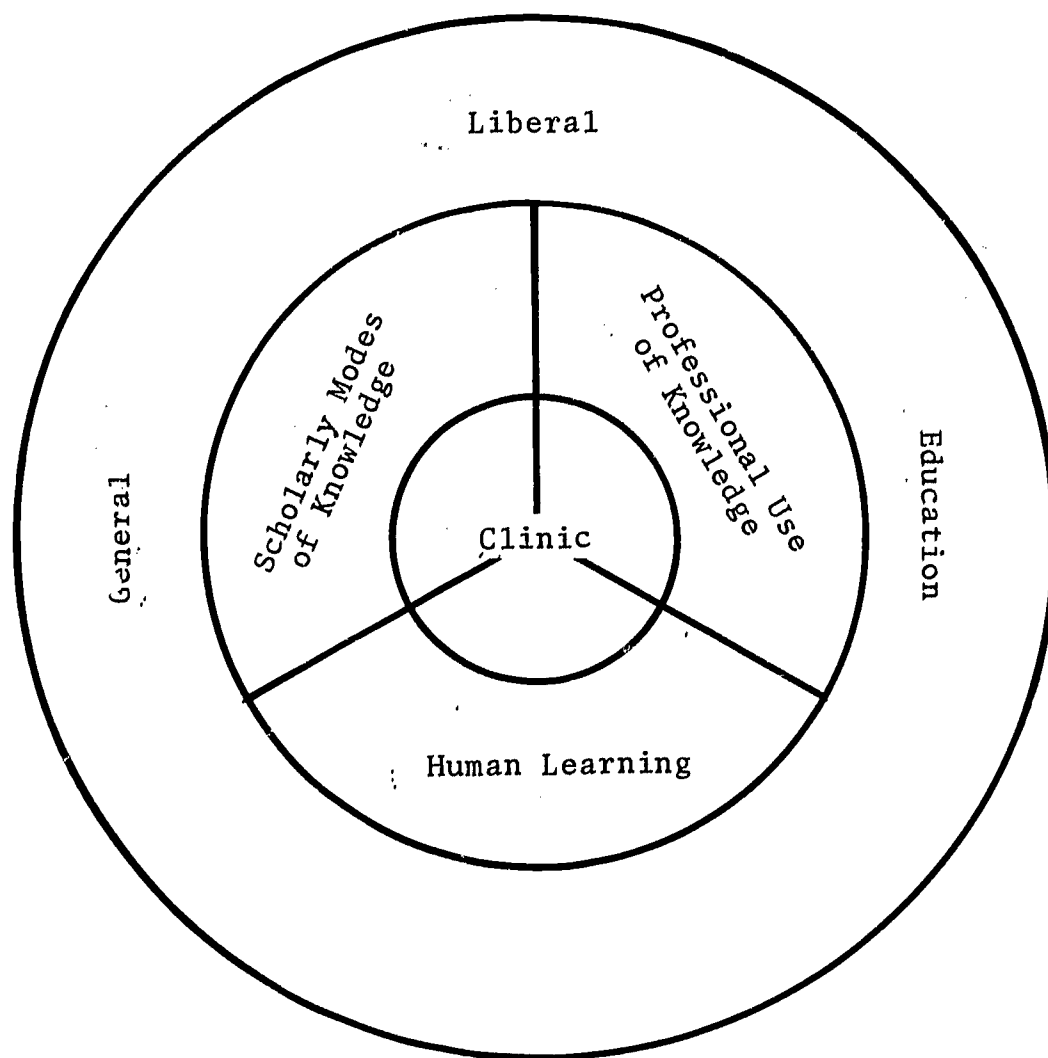 Liberal
General
Education
Scholarly Modes
of Knowledge
Professional Use
of Knowledge
Clinic
Human Learning